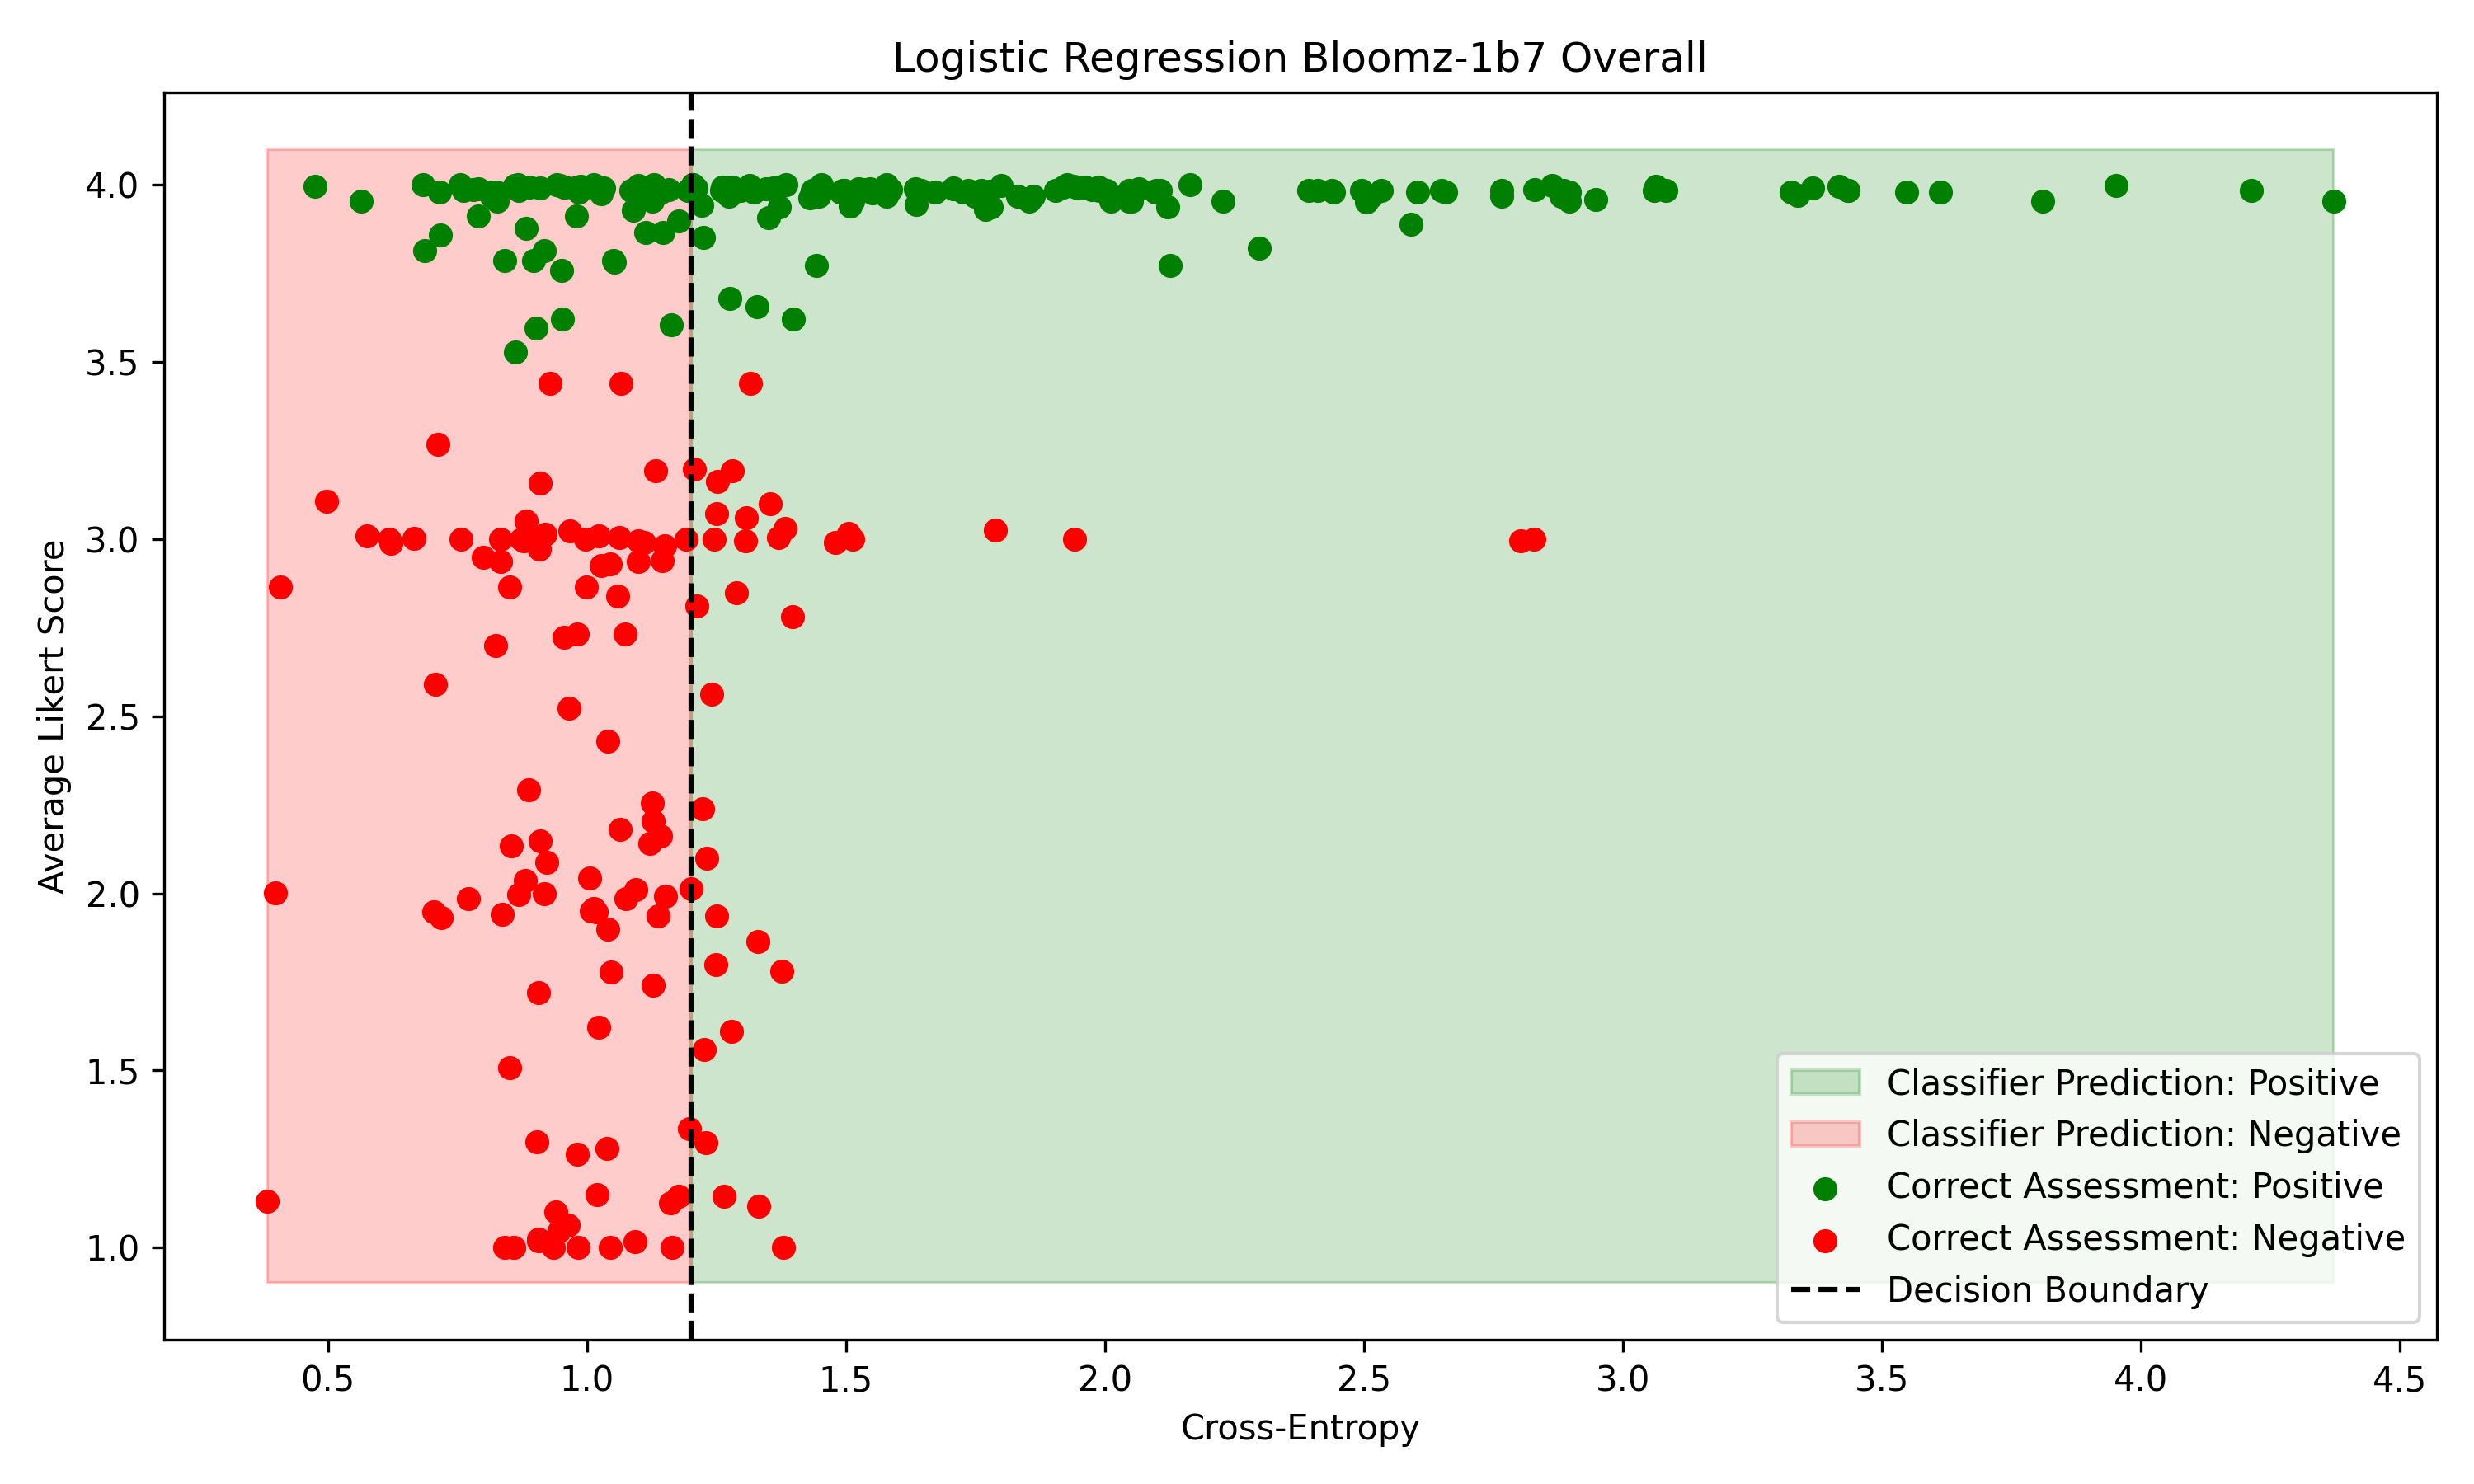 Logistic Regression Bloomz-1b7 Overall
4.0
3.5
3.0
2.5
2.0
1.5
1.0
Average Likert Score
Classifier Prediction: Positive
Classifier Prediction: Negative
Correct Assessment: Positive
Correct Assessment: Negative
Decision Boundary
0.5 1.0 1.5 2.0 2.5 3.0 3.5 4.0 4.5
Cross-Entropy